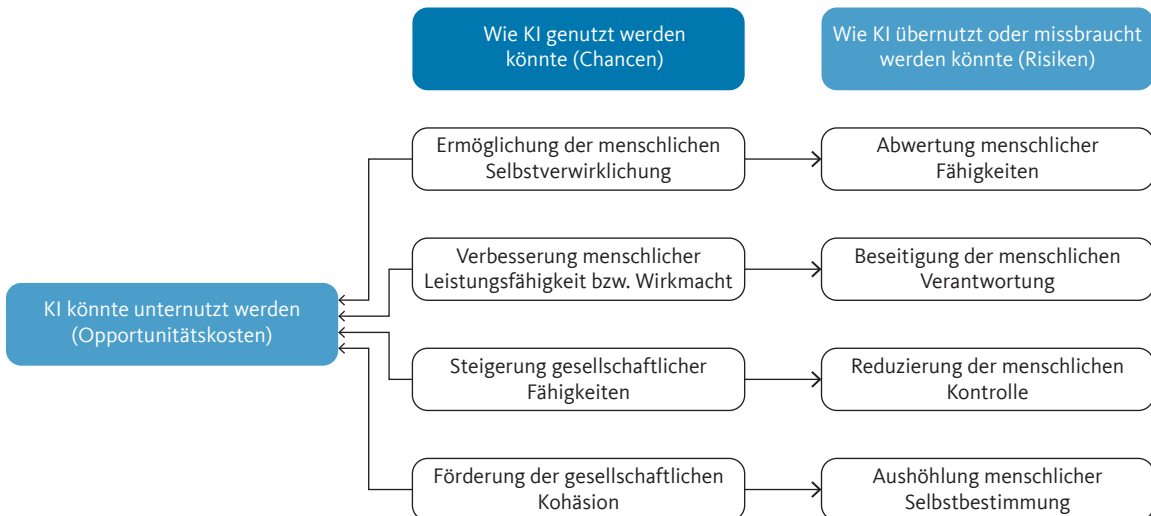 Wie KI genutzt werden
könnte (Chancen)
Wie KI übernutzt oder missbraucht
werden könnte (Risiken)
Ermöglichung der menschlichen
Selbstverwirklichung
Abwertung menschlicher
Fähigkeiten
Verbesserung menschlicher
Leistungsfähigkeit bzw. Wirkmacht
Beseitigung der menschlichen
Verantwortung
KI könnte unternutzt werden
(Opportunitätskosten)
Steigerung gesellschaftlicher
Fähigkeiten
Reduzierung der menschlichen
Kontrolle
Förderung der gesellschaftlichen
Kohäsion
Aushöhlung menschlicher
Selbstbestimmung